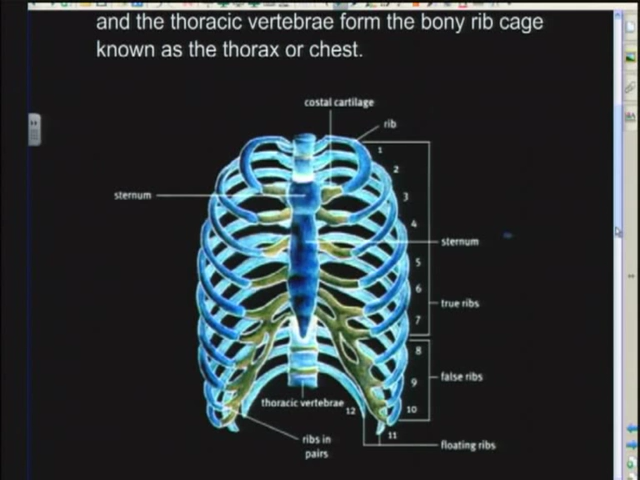 and the thoracic vertebrae form the bony rib cage
known as the thorax or chest.
costal cartilage
rib
1
2
sternum
3
4
sternum
5
6
true ribs
7
8
false ribs
9
thoracic vertebrae
12
10
11
ribs in
pairs
floating ribs